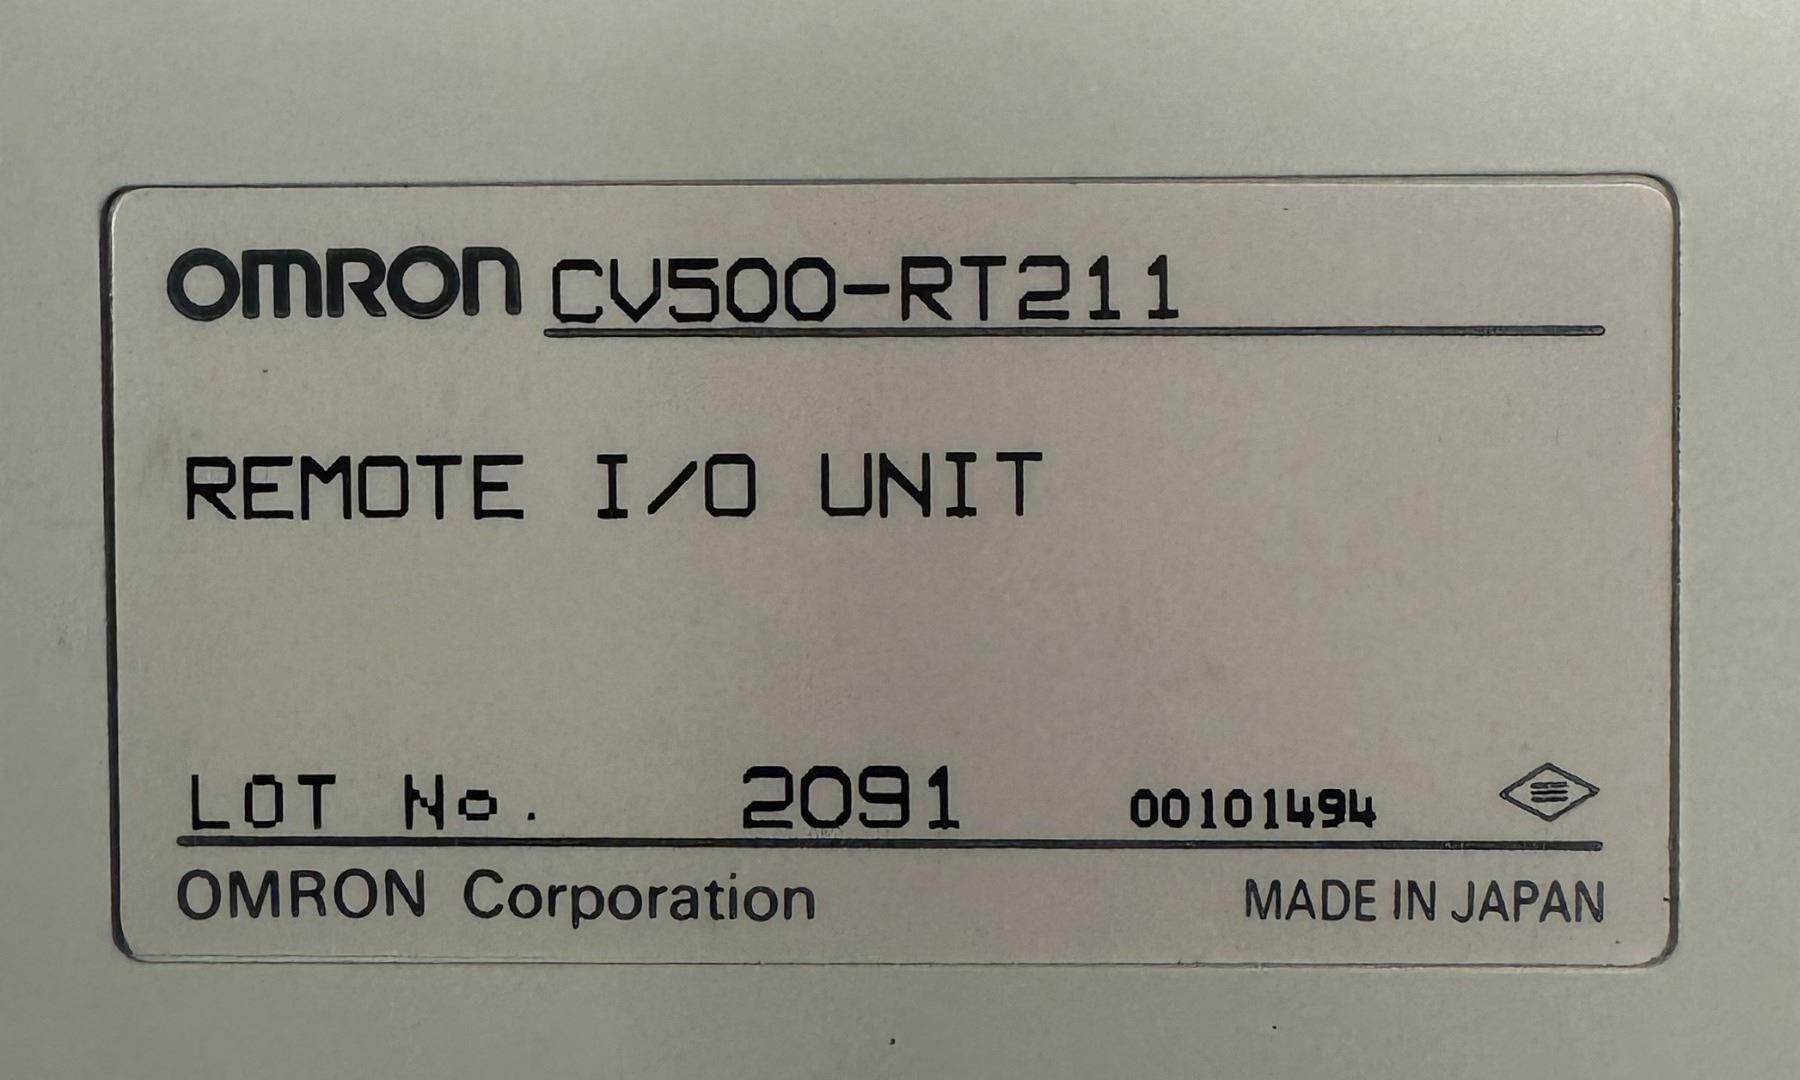 OMRON CV500-RT211
REMOTE I/O UNIT
LOT No. 2091 00101494
OMRON Corporation MADE IN JAPAN